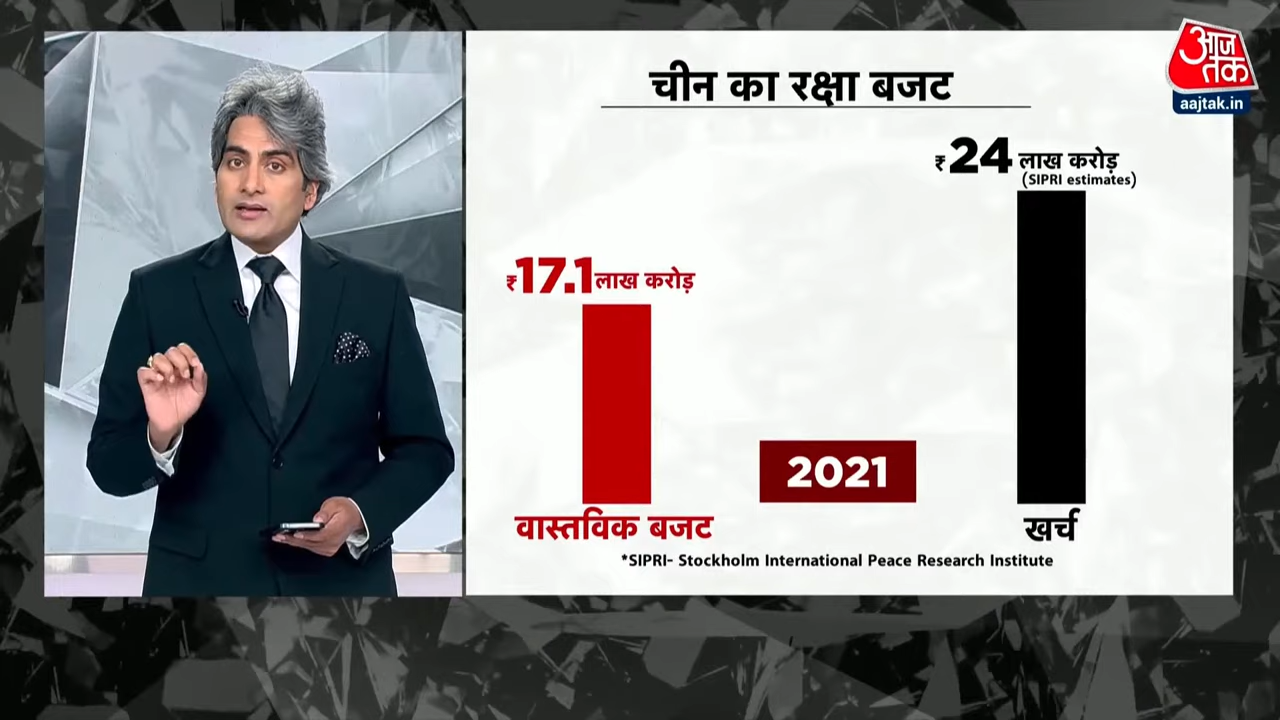 आज
तक
aajtak.in
चीन का रक्षा बजट
₹24 लाख करोड़
(SIPRI estimates)
₹17.1 लाख करोड़
2021
वास्तविक बजट
खर्च
*SIPRI- Stockholm International Peace Research Institute